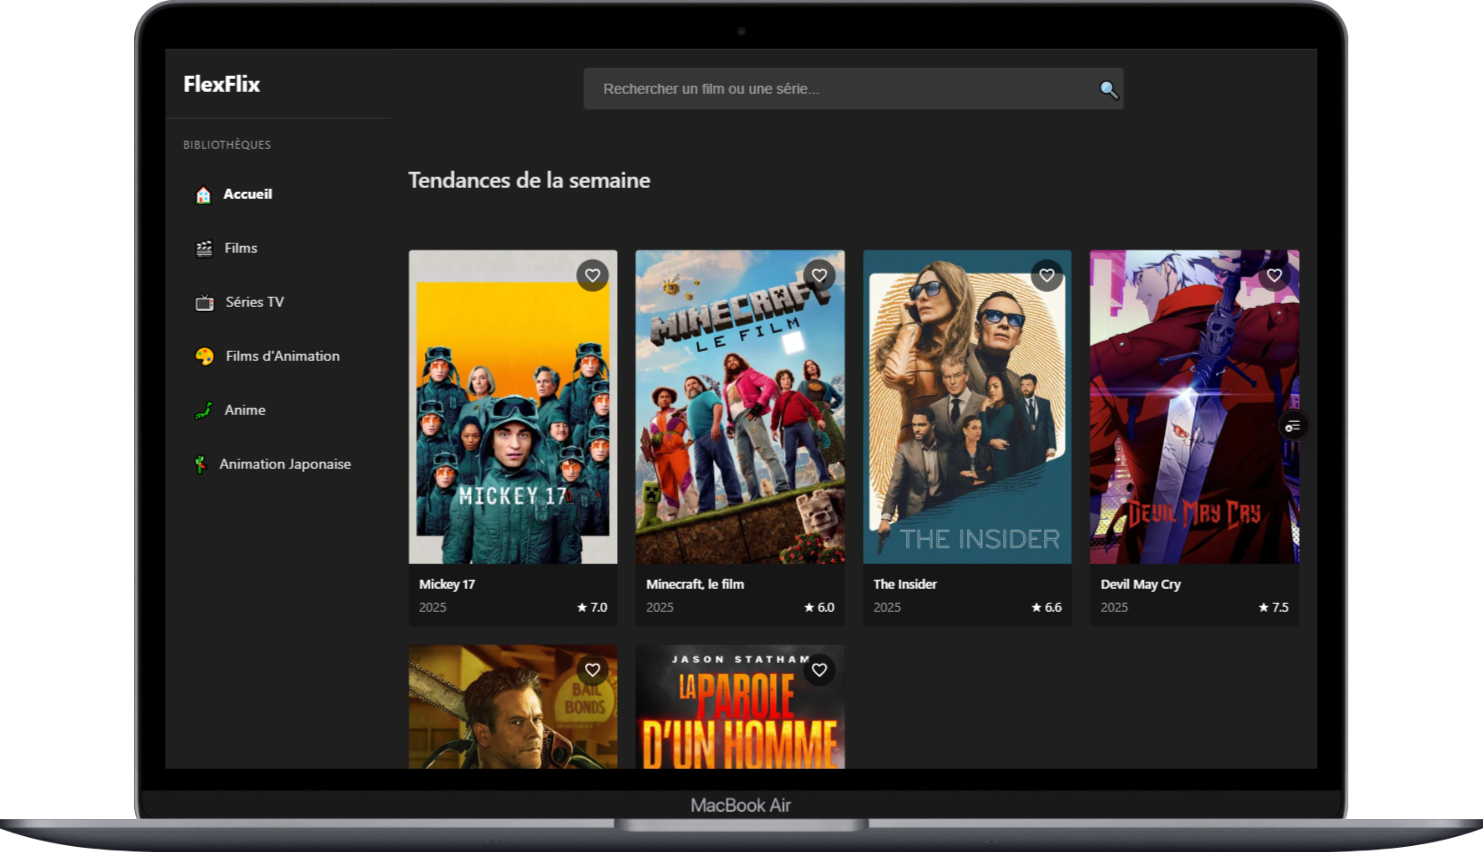 FlexFlix
Rechercher un film ou une série...
BIBLIOTHÈQUES
Accueil
Films
Séries TV
Films d'Animation
Anime
Animation Japonaise
Tendances de la semaine
MICKEY 17
Mickey 17
2025
★ 7.0
MINECRAFT
LE FILM
Minecraft, le film
2025
★ 6.0
THE INSIDER
The Insider
2025
★ 6.6
DEVIL MAY CRY
Devil May Cry
2025
★ 7.5
BAIL
BONDS
JASON STATHAM
LA PAROLE
D'UN HOMME
MacBook Air